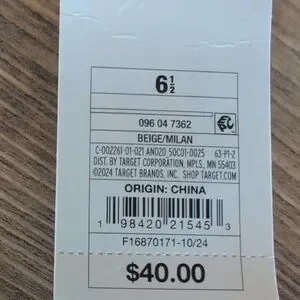 6½
096 04 7362
BEIGE/MILAN
C-002261-01-021 AN020 50C01-0025 63-P1-2
DIST. BY TARGET CORPORATION, MPLS., MN 55403
©2024 TARGET BRANDS, INC. SHOP TARGET.COM
ORIGIN: CHINA
1 98420 21545 3
F16870171-10/24
$40.00